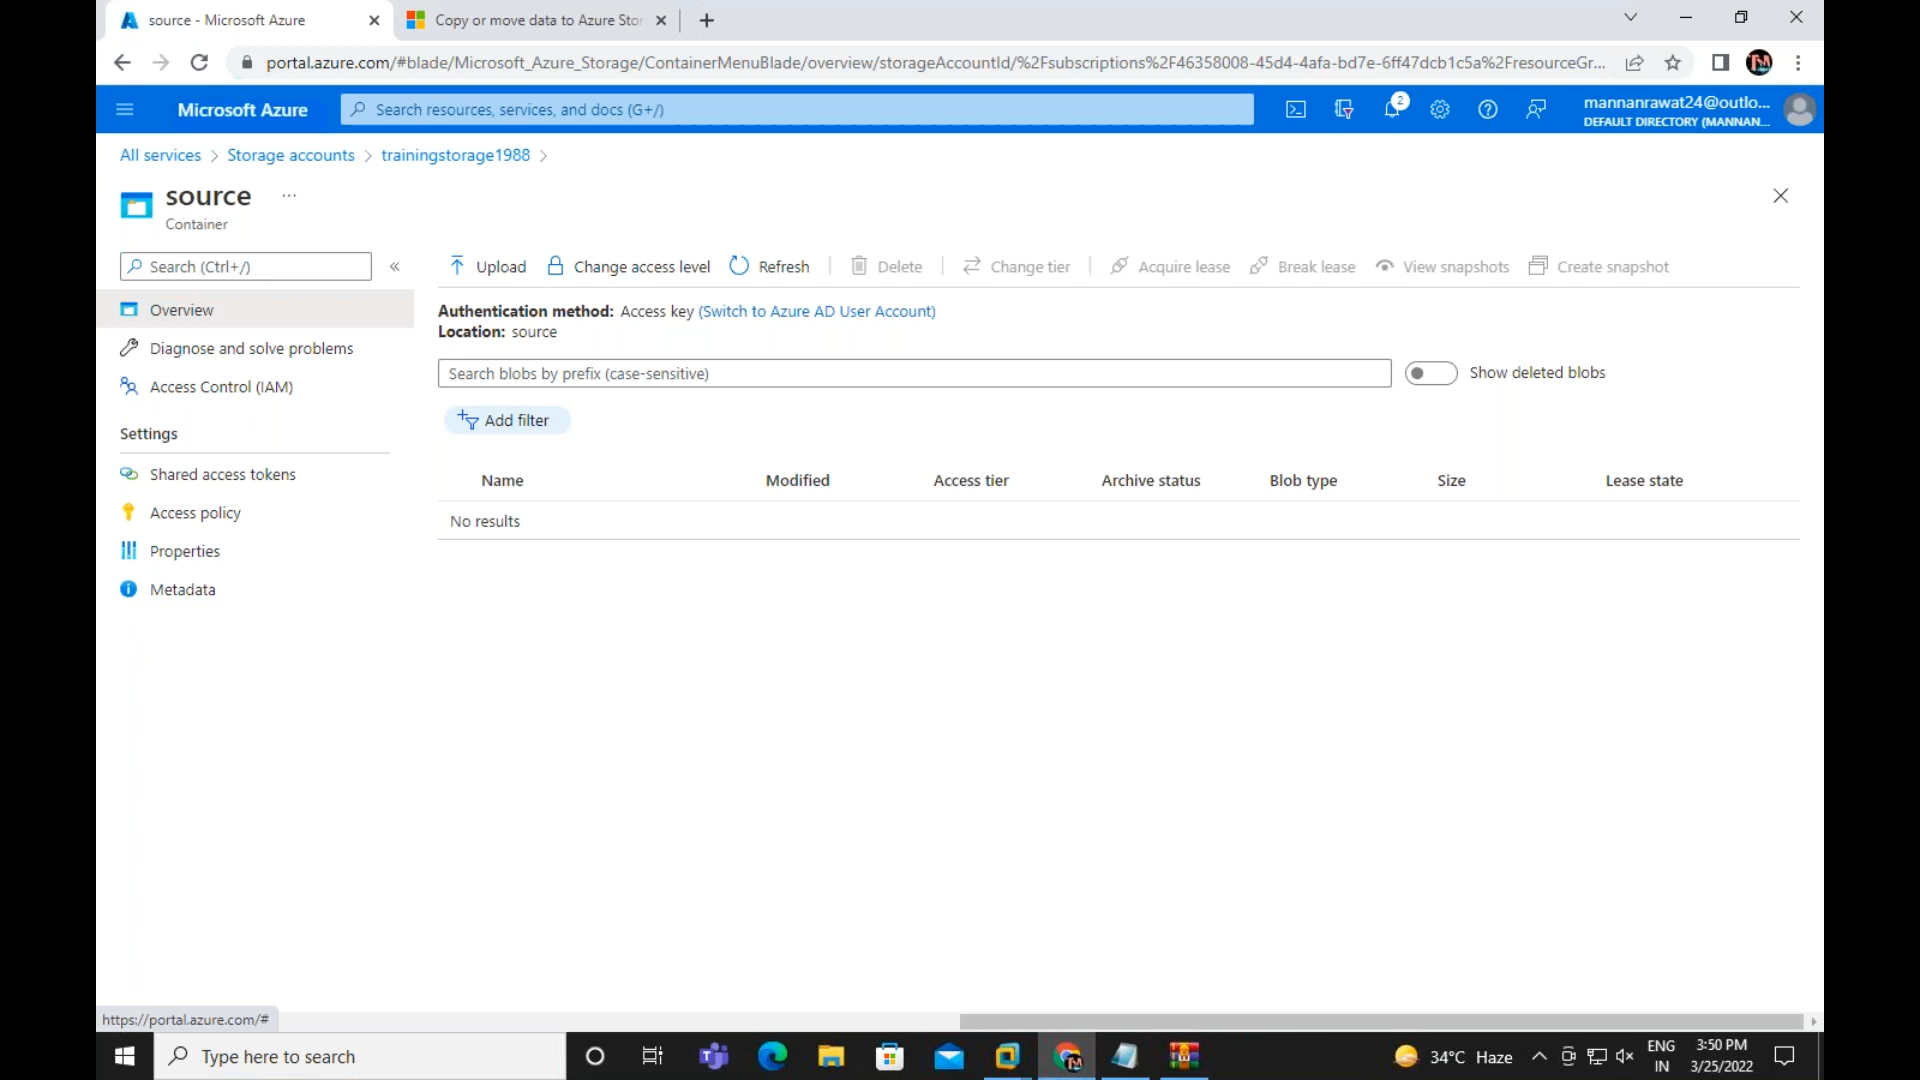 source - Microsoft Azure
Copy or move data to Azure Stor
portal.azure.com/#blade/Microsoft_Azure_Storage/ContainerMenuBlade/overview/storageAccountId/%2Fsubscriptions%2F46358008-45d4-4afa-bd7e-6ff47dcb1c5a%2FresourceGr...
Microsoft Azure
Search resources, services, and docs (G+/)
2
mannanrawat24@outlo...
DEFAULT DIRECTORY (MANNAN...
All services > Storage accounts > trainingstorage1988 >
source ...
Container
Search (Ctrl+/) «
Upload Change access level Refresh Delete Change tier Acquire lease Break lease View snapshots Create snapshot
Overview
Diagnose and solve problems
Access Control (IAM)
Settings
Shared access tokens
Access policy
Properties
Metadata
Authentication method: Access key (Switch to Azure AD User Account)
Location: source
Search blobs by prefix (case-sensitive)
Show deleted blobs
Add filter
Name Modified Access tier Archive status Blob type Size Lease state
No results
https://portal.azure.com/#
Type here to search
34°C Haze
ENG
IN
3:50 PM
3/25/2022